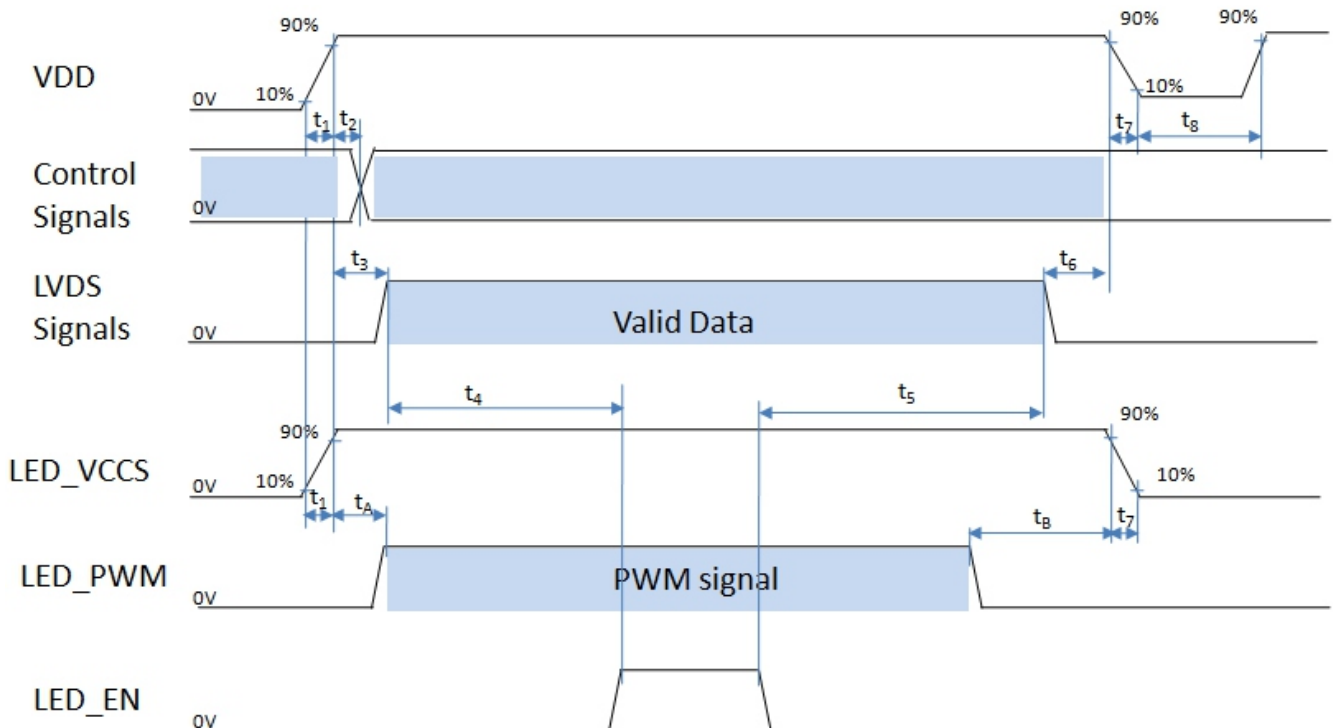 90% 90% 90%
VDD
0V 10% 10%
t₁ t₂ t₇ t₈
Control
Signals
0V
t₃ t₆
LVDS
Signals
0V
Valid Data
t₄ t₅
90% 90%
LED_VCCS
0V 10% 10%
t₁ tA tB t₇
LED_PWM
0V
PWM signal
LED_EN
0V